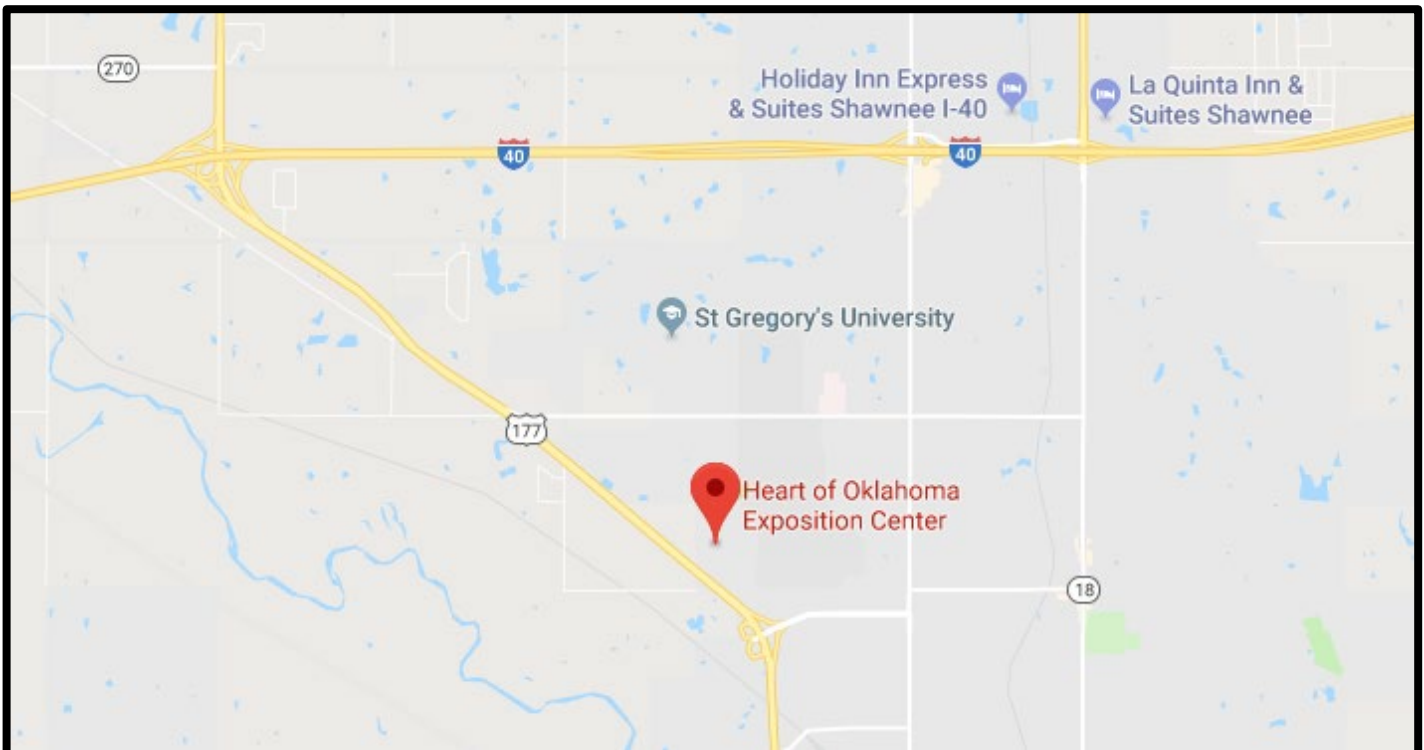 270
Holiday Inn Express
& Suites Shawnee I-40
La Quinta Inn &
Suites Shawnee
40
40
St Gregory's University
177
Heart of Oklahoma
Exposition Center
18